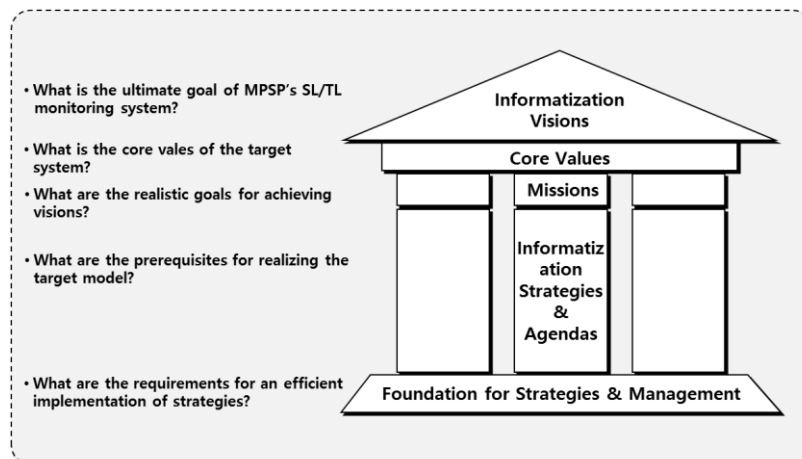 • What is the ultimate goal of MPSP's SL/TL
monitoring system?
• What is the core vales of the target
system?
• What are the realistic goals for achieving
visions?
• What are the prerequisites for realizing the
target model?
• What are the requirements for an efficient
implementation of strategies?
Informatization
Visions
Core Values
Missions
Informatiz
ation
Strategies
&
Agendas
Foundation for Strategies & Management